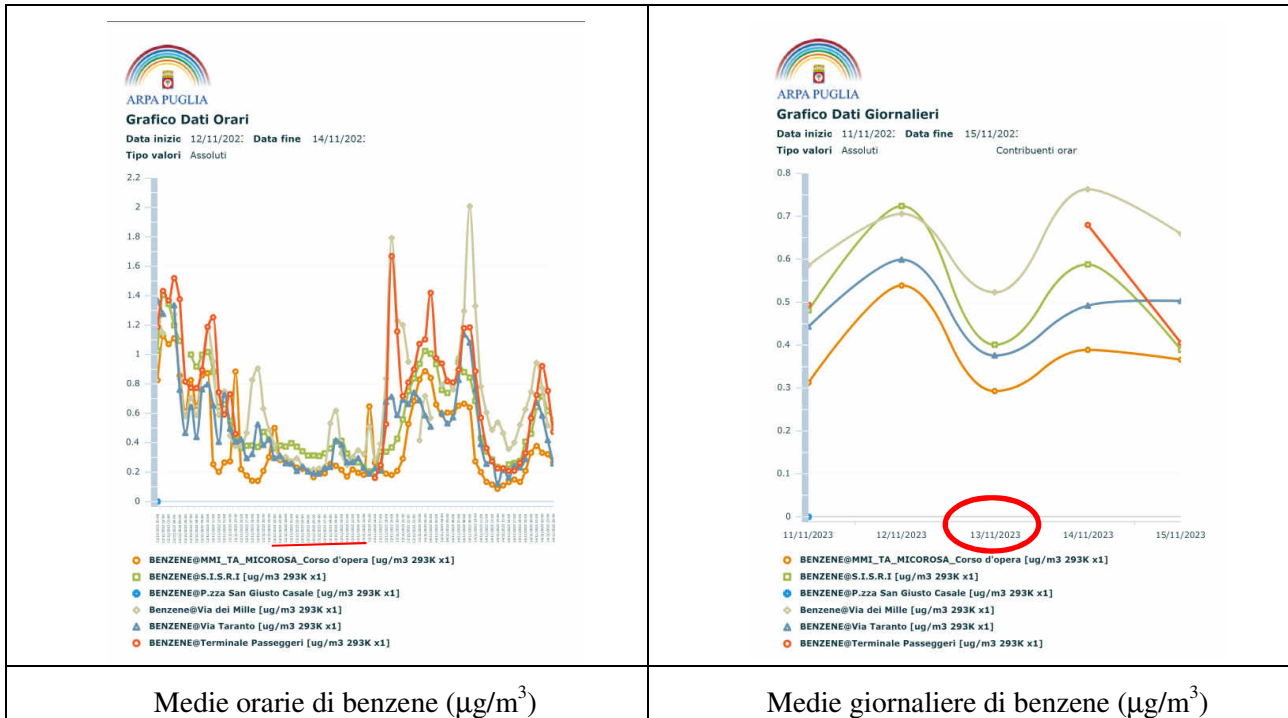 ARPA PUGLIA
Grafico Dati Orari
Data inizio 12/11/202 Data fine 14/11/202
Tipo valori Assoluti
2.2
2
1.8
1.6
1.4
1.2
1
0.8
0.6
0.4
0.2
0
BENZENE@MMI_TA_MICOROSA_Corso d'opera [ug/m3 293K x1]
BENZENE@S.I.S.R.I [ug/m3 293K x1]
BENZENE@P.zza San Giusto Casale [ug/m3 293K x1]
Benzene@Via dei Mille [ug/m3 293K x1]
BENZENE@Via Taranto [ug/m3 293K x1]
BENZENE@Terminale Passeggeri [ug/m3 293K x1]
Medie orarie di benzene (µg/m³)
ARPA PUGLIA
Grafico Dati Giornalieri
Data inizio 11/11/202 Data fine 15/11/202
Tipo valori Assoluti Contribuenti orar
0.8
0.7
0.6
0.5
0.4
0.3
0.2
0.1
0
11/11/2023 12/11/2023 13/11/2023 14/11/2023 15/11/2023
BENZENE@MMI_TA_MICOROSA_Corso d'opera [ug/m3 293K x1]
BENZENE@S.I.S.R.I [ug/m3 293K x1]
BENZENE@P.zza San Giusto Casale [ug/m3 293K x1]
Benzene@Via dei Mille [ug/m3 293K x1]
BENZENE@Via Taranto [ug/m3 293K x1]
BENZENE@Terminale Passeggeri [ug/m3 293K x1]
Medie giornaliere di benzene (µg/m³)